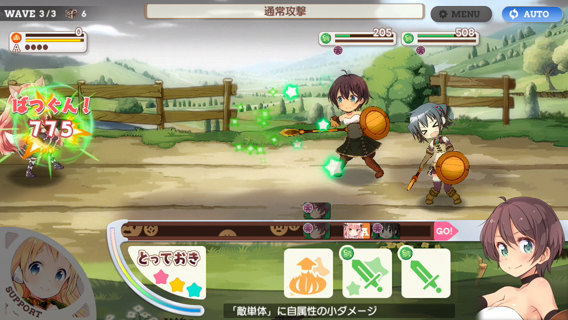 WAVE 3/3 6
通常攻撃
MENU
AUTO
0
A
205
508
ばつぐん!
775
A
GO!
とっておき
SUPPORT
「敵単体」に自属性の小ダメージ